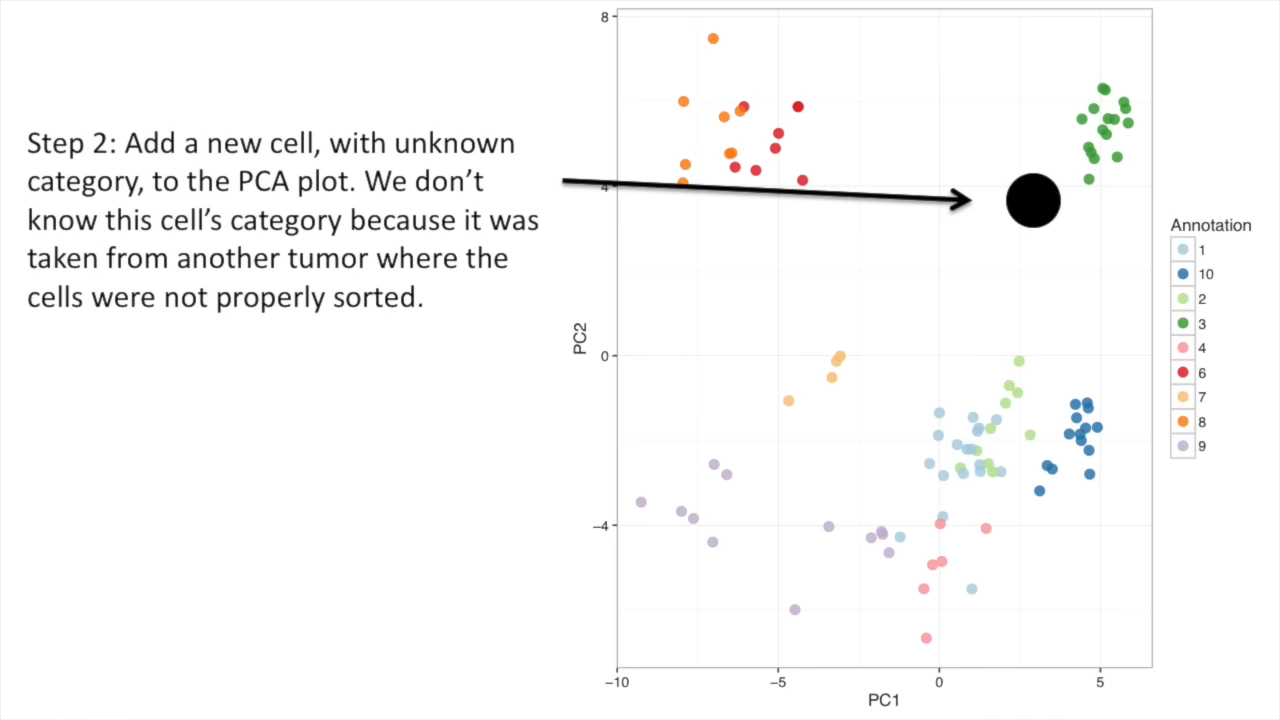 Step 2: Add a new cell, with unknown
category, to the PCA plot. We don’t
know this cell’s category because it was
taken from another tumor where the
cells were not properly sorted.
8
4
0
−4
PC2
−10
−5
0
5
PC1
Annotation
1
10
2
3
4
6
7
8
9